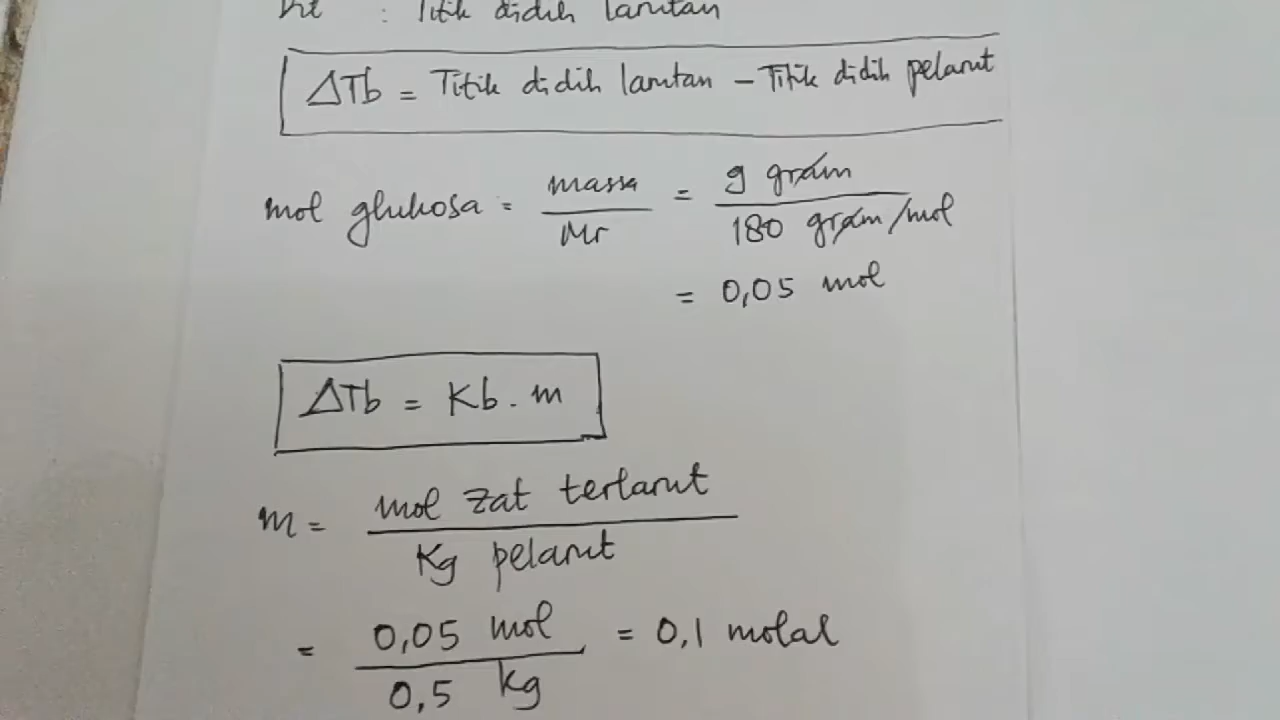 : Titik didih larutan
ΔTb = Titik didih larutan – Titik didih pelarut
mol glukosa = massa / Mr = 9 gram / 180 gram/mol
= 0,05 mol
ΔTb = Kb . m
m = mol zat terlarut / Kg pelarut
= 0,05 mol / 0,5 kg = 0,1 molal